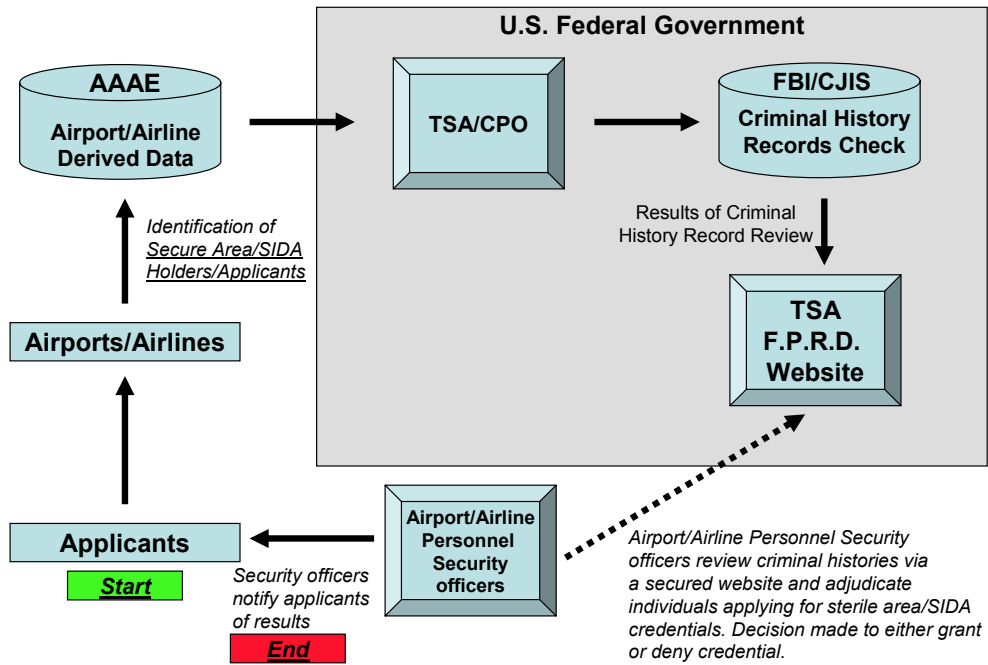 U.S. Federal Government
AAAE
Airport/Airline
Derived Data
TSA/CPO
FBI/CJIS
Criminal History
Records Check
Identification of
Secure Area/SIDA
Holders/Applicants
Results of Criminal
History Record Review
TSA
F.P.R.D.
Website
Airports/Airlines
Applicants
Start
Security officers
notify applicants
of results
End
Airport/Airline
Personnel
Security
officers
Airport/Airline Personnel Security
officers review criminal histories via
a secured website and adjudicate
individuals applying for sterile area/SIDA
credentials. Decision made to either grant
or deny credential.